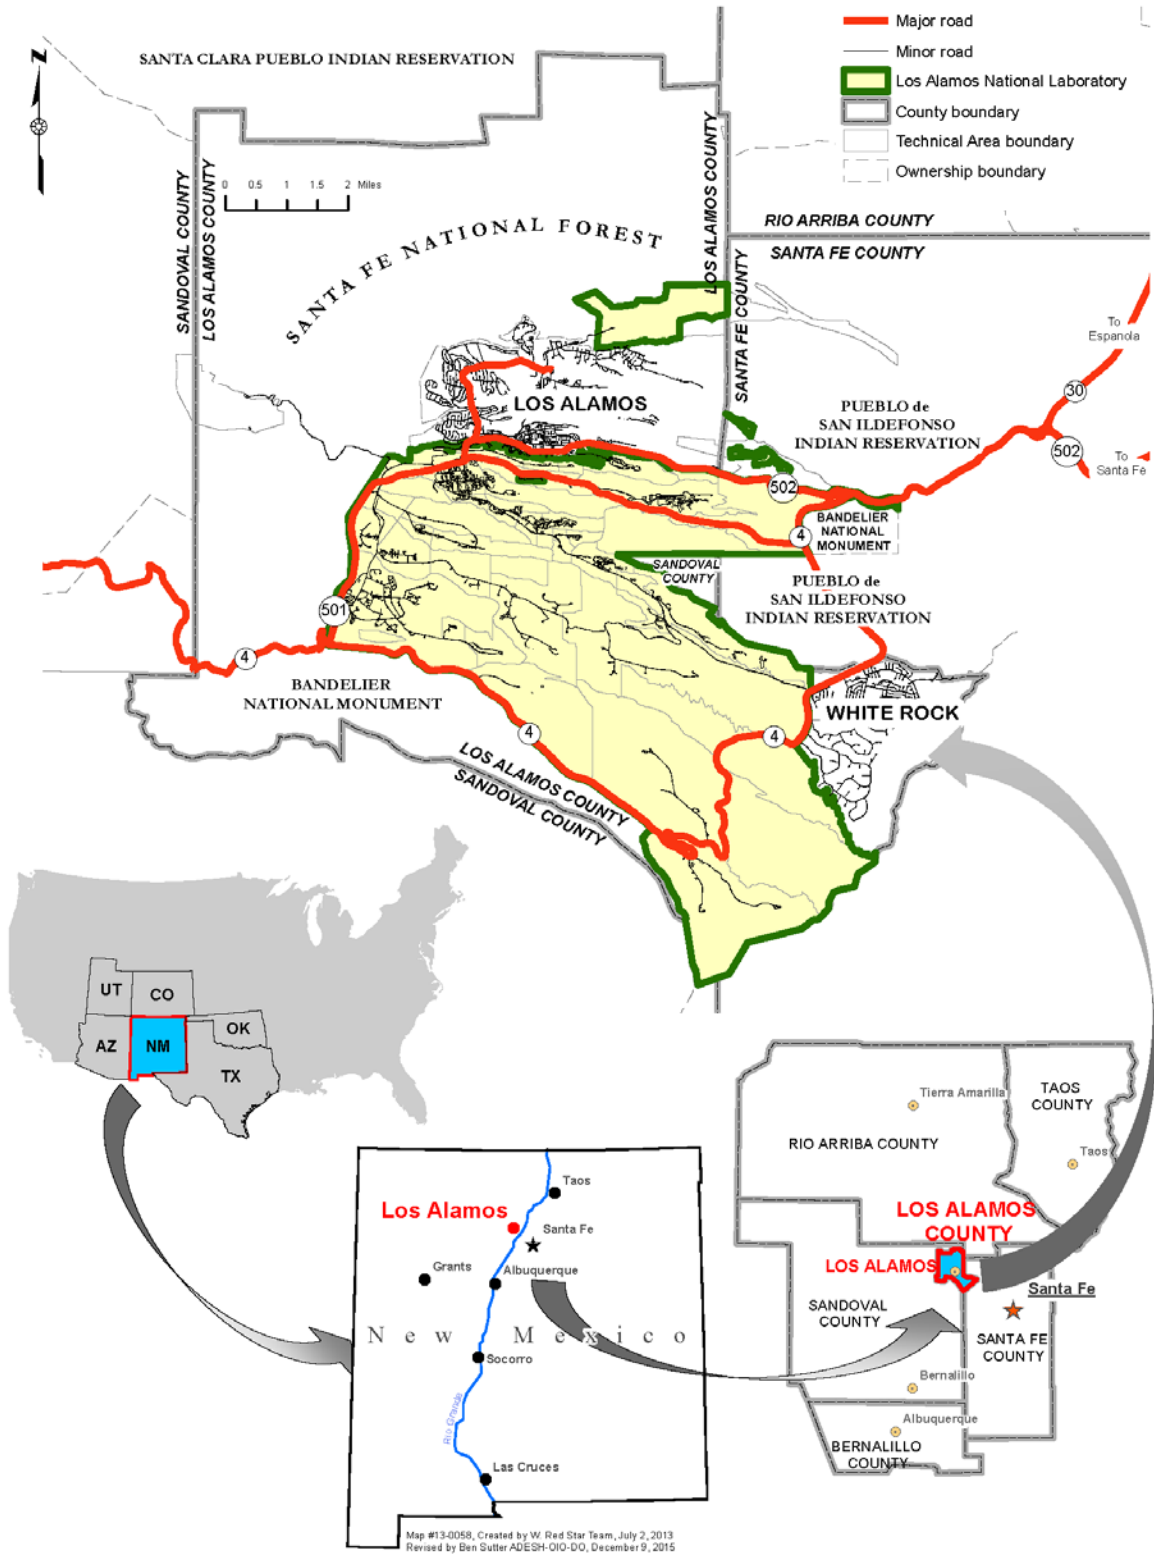 Major road
Minor road
Los Alamos National Laboratory
County boundary
Technical Area boundary
Ownership boundary
N
SANTA CLARA PUEBLO INDIAN RESERVATION
SANDOVAL COUNTY
LOS ALAMOS COUNTY
0 0.5 1 1.5 2 Miles
LOS ALAMOS COUNTY
SANTA FE COUNTY
RIO ARRIBA COUNTY
SANTA FE COUNTY
SANTA FE NATIONAL FOREST
To
Espanola
30
LOS ALAMOS
PUEBLO de
SAN ILDEFONSO
INDIAN RESERVATION
502
To
Santa Fe
502
4
BANDELIER
NATIONAL
MONUMENT
SANDOVAL
COUNTY
PUEBLO de
SAN ILDEFONSO
INDIAN RESERVATION
501
4
BANDELIER
NATIONAL MONUMENT
WHITE ROCK
4
4
LOS ALAMOS COUNTY
SANDOVAL COUNTY
UT
CO
AZ
NM
OK
TX
Taos
Los Alamos
Santa Fe
Grants
Albuquerque
New Mexico
Socorro
Rio Grande
Las Cruces
Tierra Amarilla
TAOS
COUNTY
RIO ARRIBA COUNTY
Taos
LOS ALAMOS
COUNTY
LOS ALAMOS
Santa Fe
SANDOVAL
COUNTY
SANTA FE
COUNTY
Bernalillo
Albuquerque
BERNALILLO
COUNTY
Map #13-0058, Created by W. Red Star Team, July 2, 2013
Revised by Ben Sutter ADESH-OIO-DO, December 9, 2015